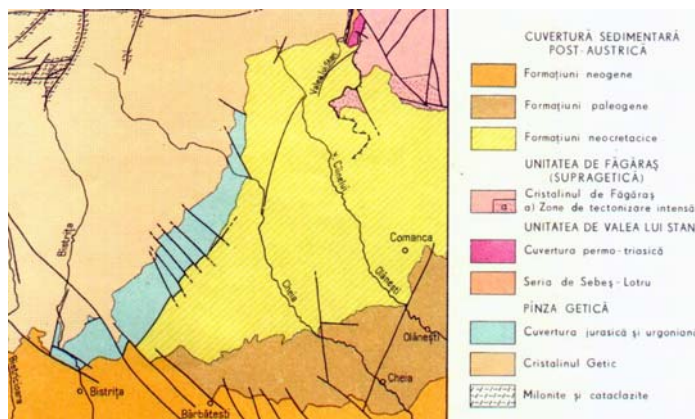 CUVERTURĂ SEDIMENTARĂ
POST-AUSTRICĂ
Formațiuni neogene
Formațiuni paleogene
Formațiuni neocretacice
UNITATEA DE FĂGĂRAȘ
(SUPRAGETICĂ)
Cristalinul de Făgăraș
a) Zone de tectonizare intensă
a
UNITATEA DE VALEA LUI STAN
Cuvertura permo-triasică
Seria de Sebeș-Lotru
PÎNZA GETICĂ
Cuvertura jurasică și urgoniană
Cristalinul Getic
Milonite și cataclazite
Comanca
Olănești
Olănești
Cheia
Cheia
Bistrița
Bistrița
Bărbătești